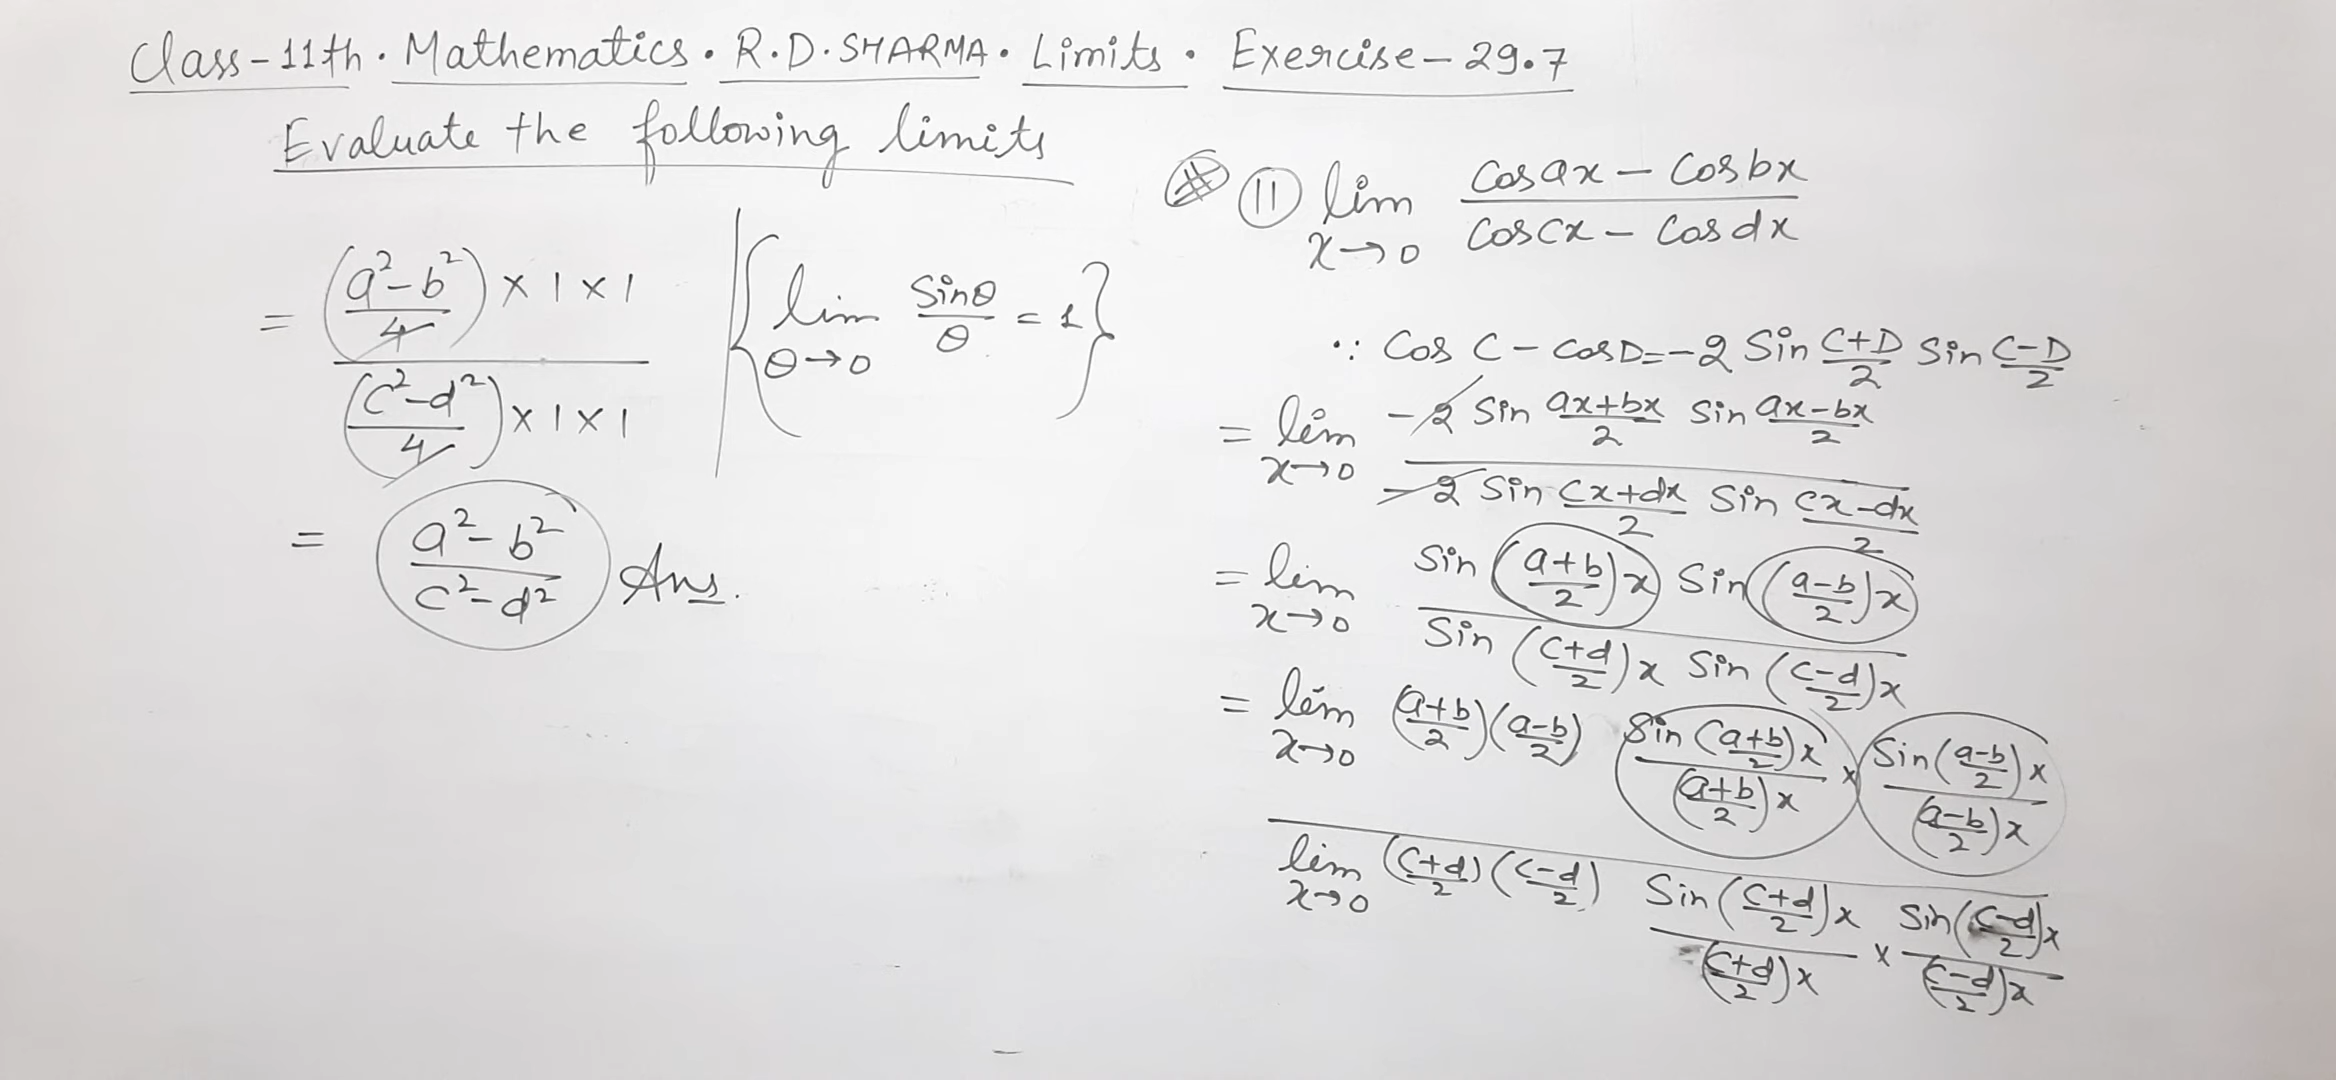 Class-11th. Mathematics. R.D.SHARMA. Limits. Exercise-29.7
Evaluate the following limits
# (11) lim x→0 (cos ax - cos bx)/(cos cx - cos dx)
∵ cos C - cos D = -2 sin (C+D)/2 sin (C-D)/2
= lim x→0 (-2 sin (ax+bx)/2 sin (ax-bx)/2)/(-2 sin (cx+dx)/2 sin (cx-dx)/2)
= lim x→0 (sin ((a+b)/2)x sin ((a-b)/2)x)/(sin ((c+d)/2)x sin ((c-d)/2)x)
= lim x→0 ((a+b)/2)((a-b)/2) (sin ((a+b)/2)x)/(((a+b)/2)x) × (sin ((a-b)/2)x)/(((a-b)/2)x)
lim x→0 ((c+d)/2)((c-d)/2) (sin ((c+d)/2)x)/(((c+d)/2)x) × (sin ((c-d)/2)x)/(((c-d)/2)x)
= (((a²-b²)/4) × 1 × 1)/(((c²-d²)/4) × 1 × 1) { lim θ→0 sinθ/θ = 1 }
= (a²-b²)/(c²-d²) Ans.